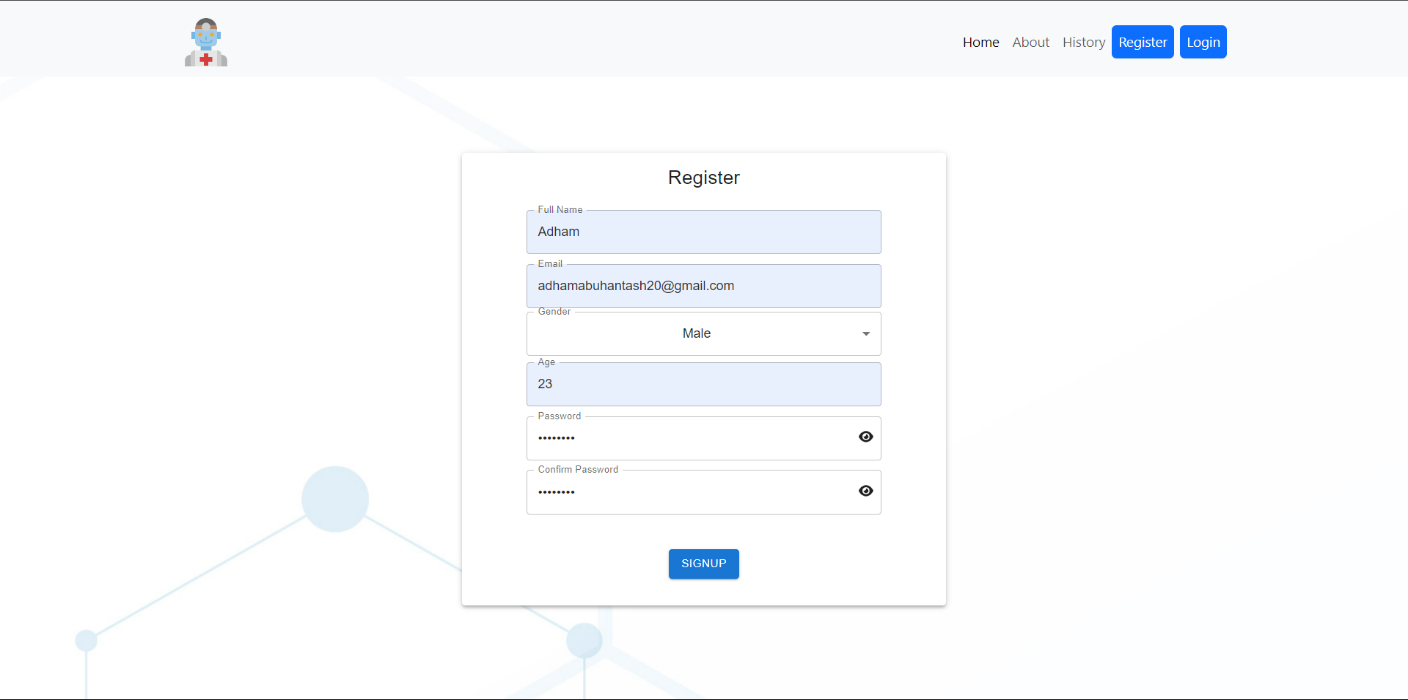 Home About History Register Login
Register
Full Name
Adham
Email
adhamabuhantash20@gmail.com
Gender
Male
Age
23
Password
••••••••
Confirm Password
••••••••
SIGNUP